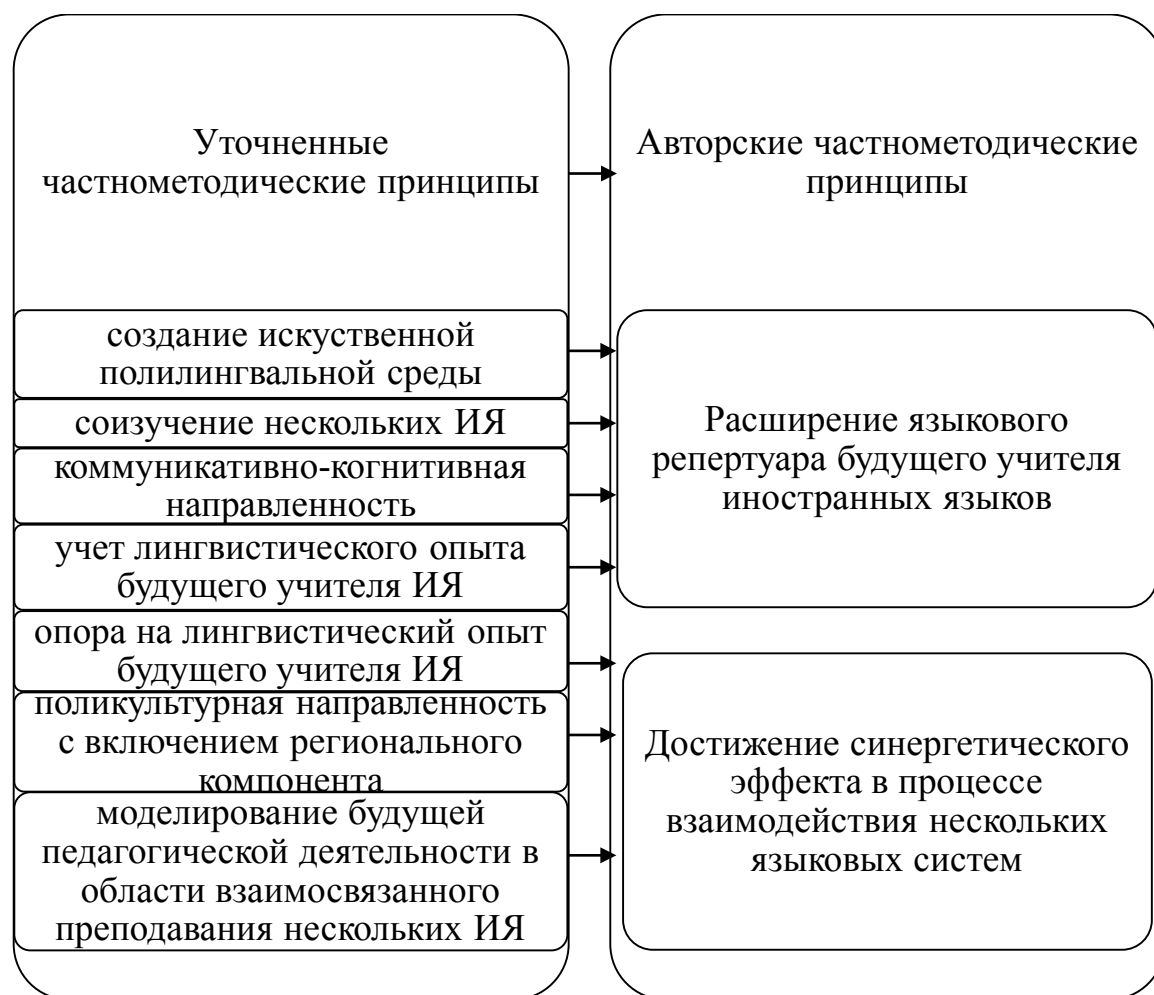 Уточненные
частнометодические принципы
создание искуственной
полилингвальной среды
соизучение нескольких ИЯ
коммуникативно-когнитивная
направленность
учет лингвистического опыта
будущего учителя ИЯ
опора на лингвистический опыт
будущего учителя ИЯ
поликультурная направленность
с включением регионального
компонента
моделирование будущей
педагогической деятельности в
области взаимосвязанного
преподавания нескольких ИЯ
Авторские частнометодические
принципы
Расширение языкового
репертуара будущего учителя
иностранных языков
Достижение синергетического
эффекта в процессе
взаимодействия нескольких
языковых систем